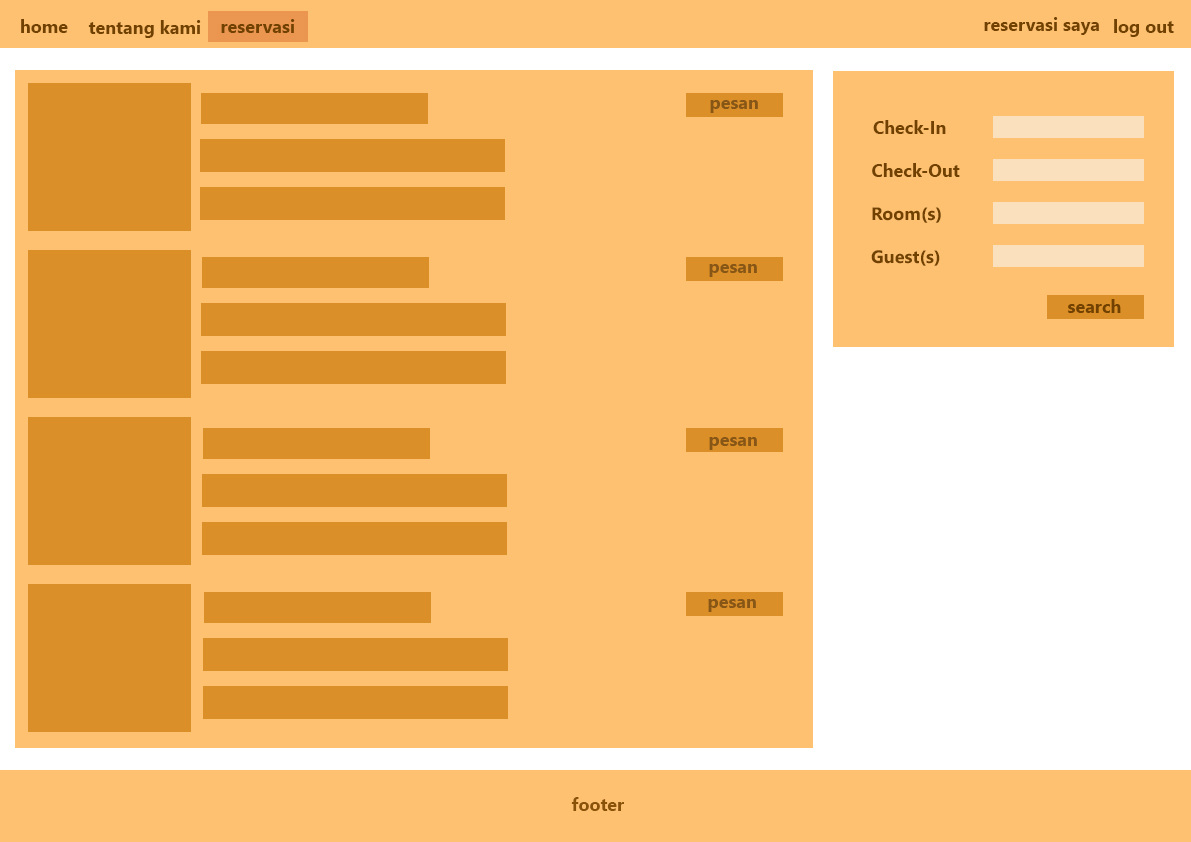 home tentang kami reservasi reservasi saya log out
pesan
pesan
pesan
pesan
Check-In
Check-Out
Room(s)
Guest(s)
search
footer